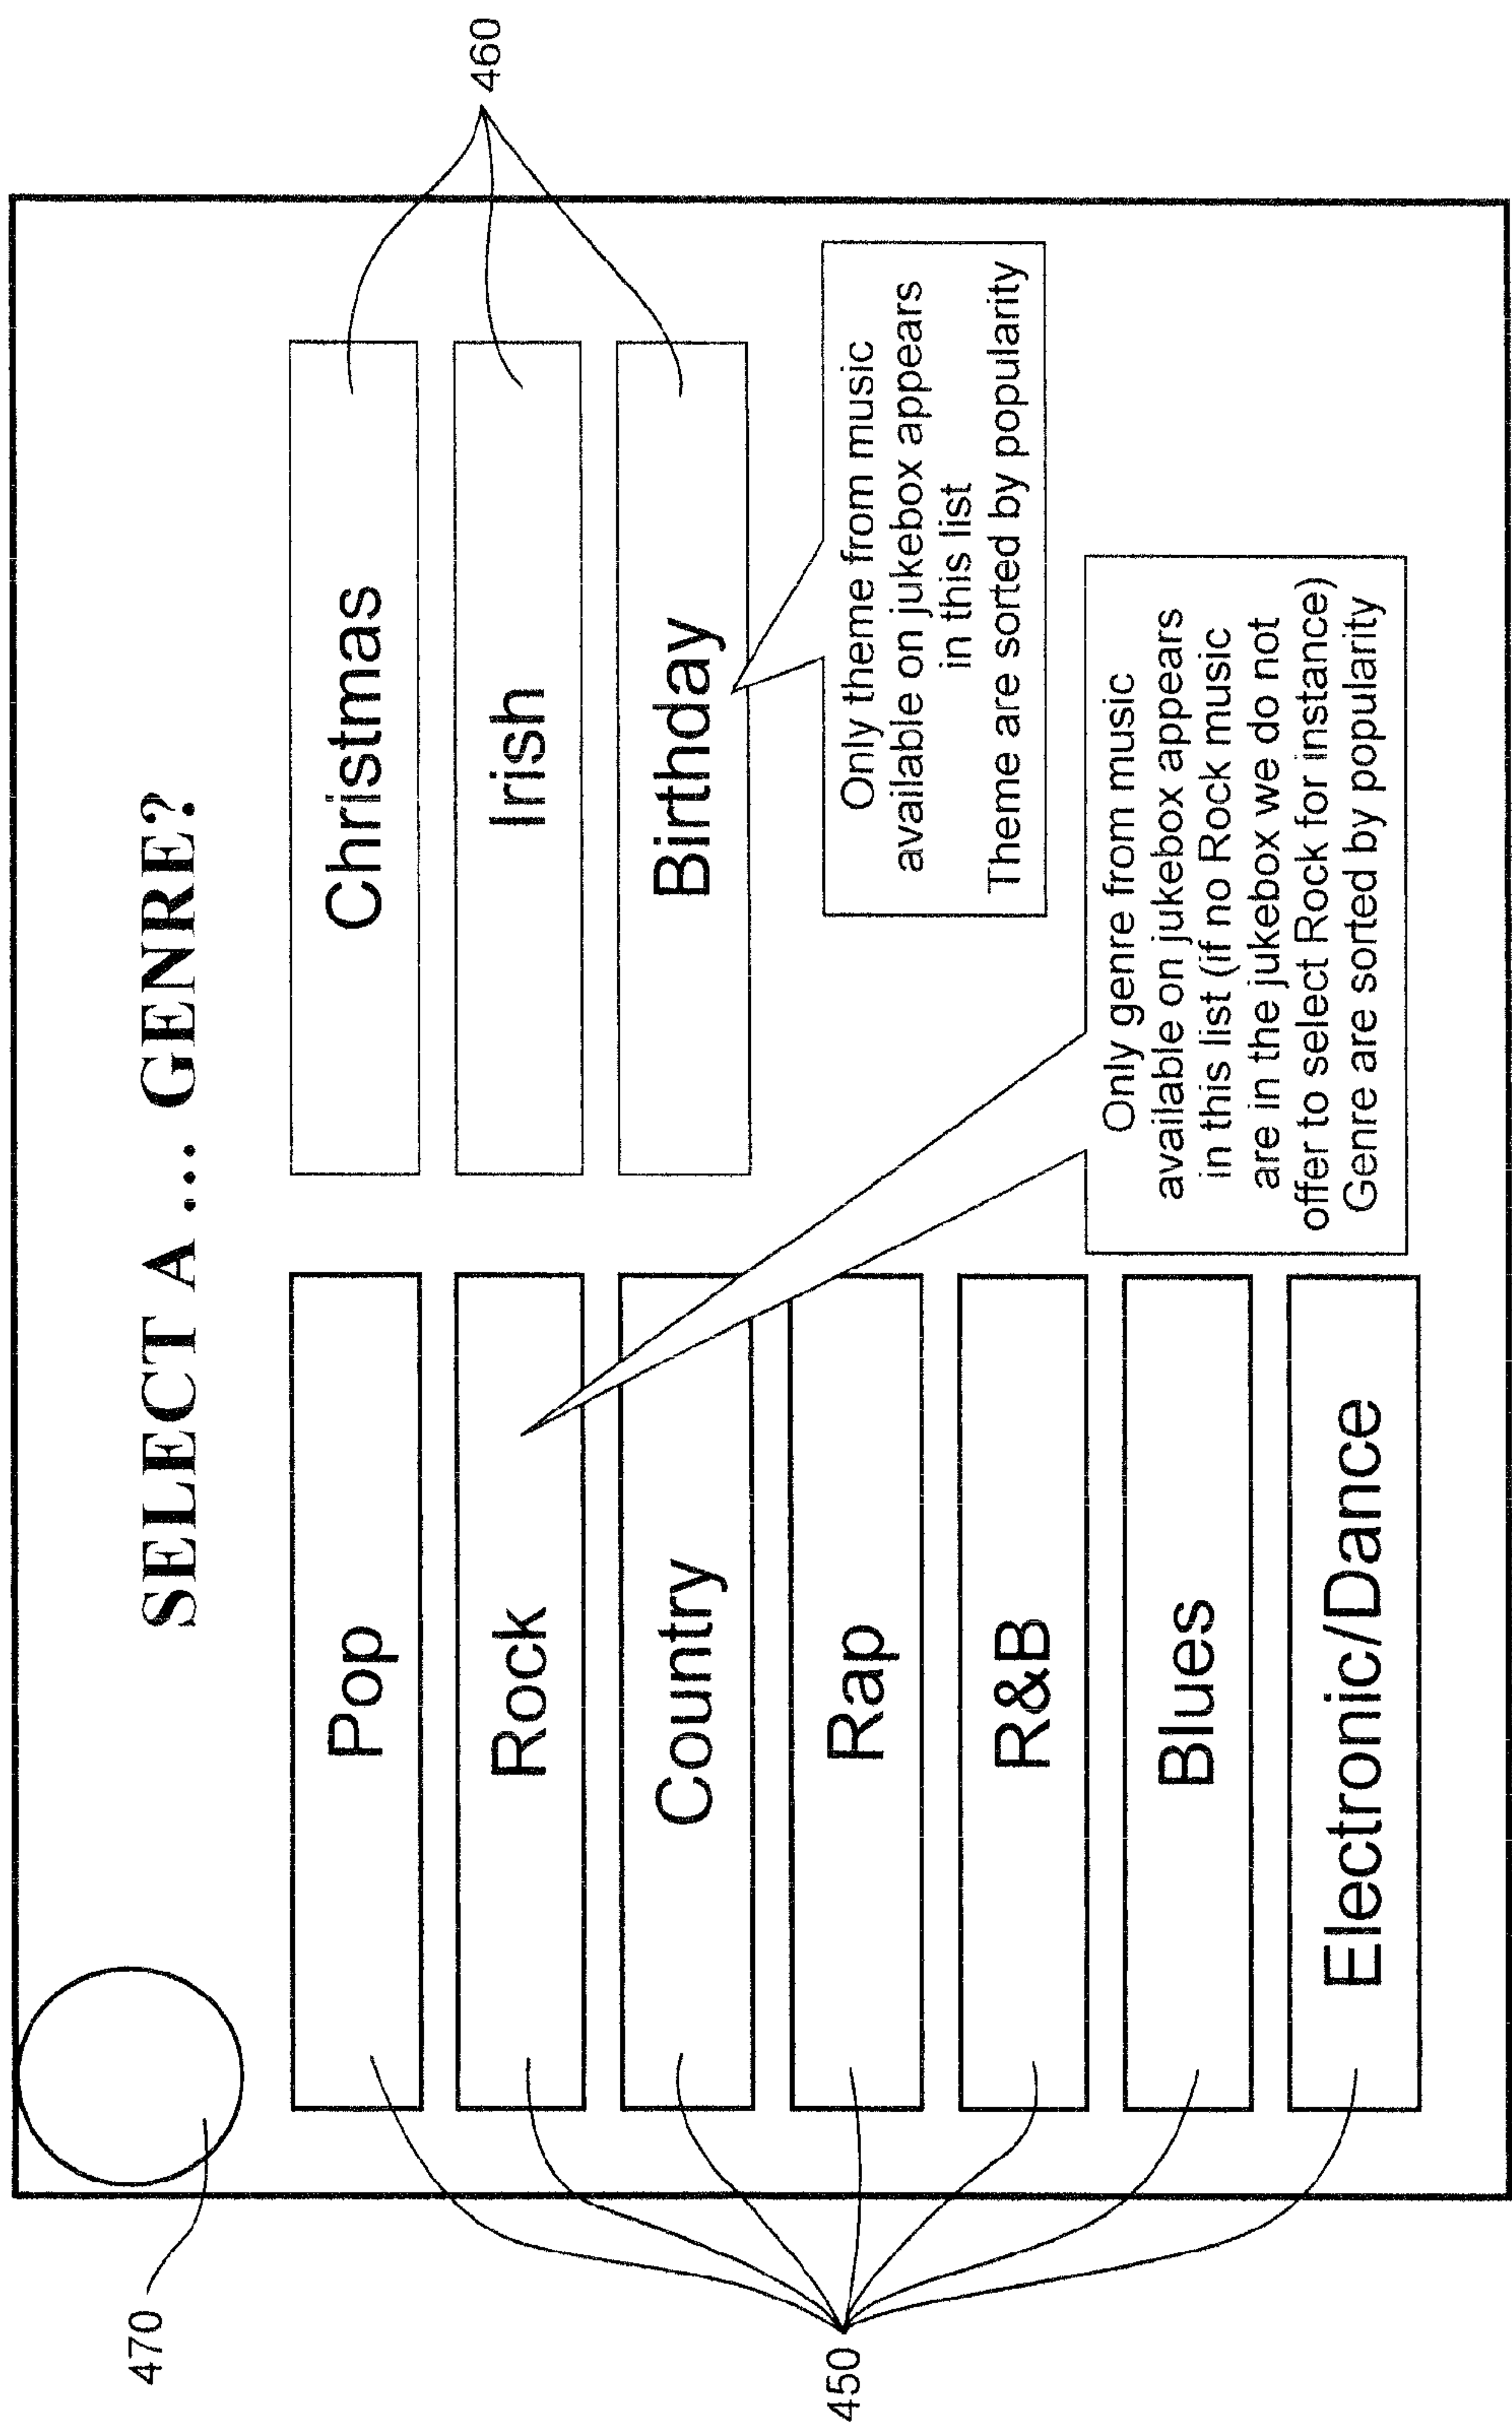 470
SELECT A ... GENRE?
Pop
Rock
Country
Rap
R&B
Blues
Electronic/Dance
450
Christmas
Irish
Birthday
460
Only theme from music
available on jukebox appears
in this list
Theme are sorted by popularity
Only genre from music
available on jukebox appears
in this list (if no Rock music
are in the jukebox we do not
offer to select Rock for instance)
Genre are sorted by popularity